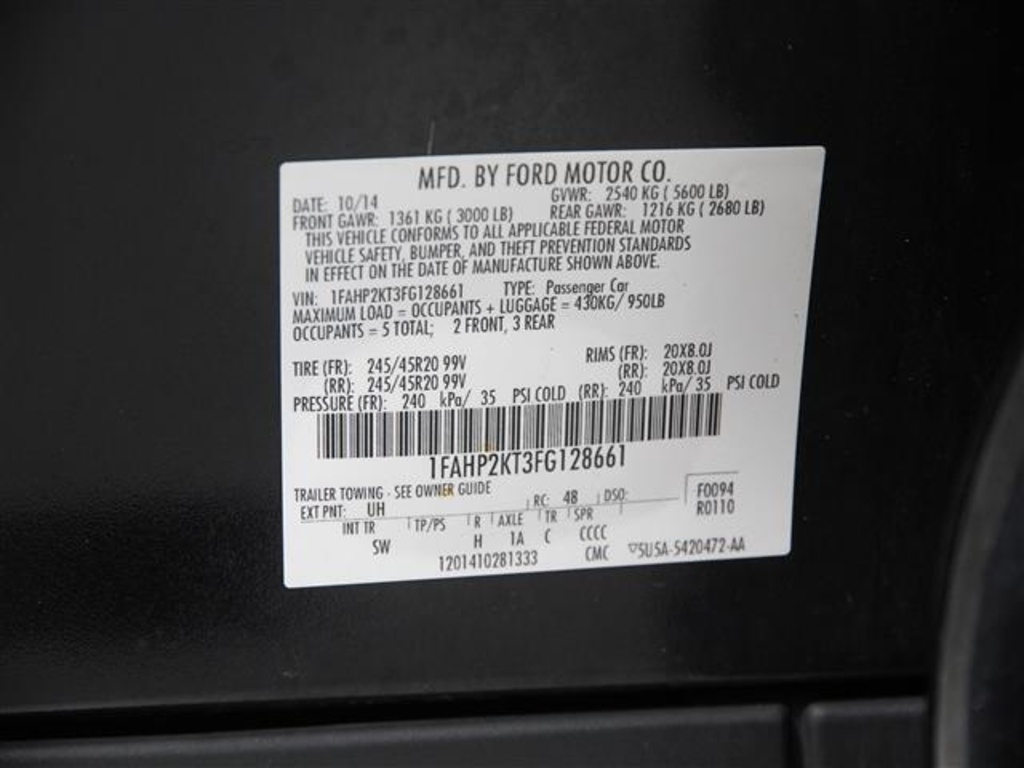 MFD. BY FORD MOTOR CO.
DATE: 10/14 GVWR: 2540 KG ( 5600 LB)
FRONT GAWR: 1361 KG ( 3000 LB) REAR GAWR: 1216 KG ( 2680 LB)
THIS VEHICLE CONFORMS TO ALL APPLICABLE FEDERAL MOTOR
VEHICLE SAFETY, BUMPER, AND THEFT PREVENTION STANDARDS
IN EFFECT ON THE DATE OF MANUFACTURE SHOWN ABOVE.
VIN: 1FAHP2KT3FG128661 TYPE: Passenger Car
MAXIMUM LOAD = OCCUPANTS + LUGGAGE = 430KG/ 950LB
OCCUPANTS = 5 TOTAL; 2 FRONT, 3 REAR
TIRE (FR): 245/45R20 99V RIMS (FR): 20X8.0J
(RR): 245/45R20 99V (RR): 20X8.0J
PRESSURE (FR): 240 kPa/ 35 PSI COLD (RR): 240 kPa/ 35 PSI COLD
1FAHP2KT3FG128661
TRAILER TOWING - SEE OWNER GUIDE
EXT PNT: UH RC: 48 DSO: F0094
R0110
INT TR TP/PS R AXLE TR SPR
SW H 1A C CCCC
1201410281333 CMC ▽5U5A-5420472-AA